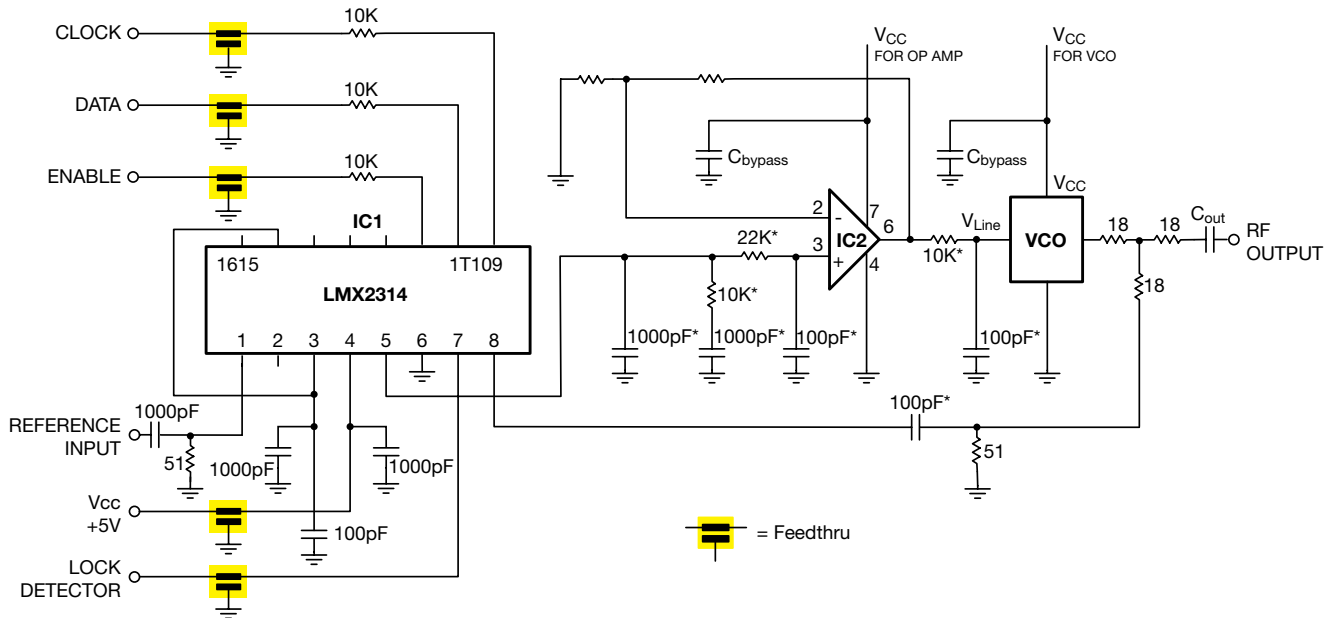 CLOCK
10K
DATA
10K
ENABLE
10K
IC1
1615
1T109
LMX2314
1 2 3 4 5 6 7 8
REFERENCE
INPUT
1000pF
51
1000pF
1000pF
Vcc
+5V
100pF
LOCK
DETECTOR
= Feedthru
VCC
FOR OP AMP
Cbypass
2
-
7
6
IC2
3
+
4
22K*
10K*
1000pF*
1000pF*
100pF*
VLine
10K*
100pF*
VCC
FOR VCO
Cbypass
VCC
VCO
18
18
18
Cout
RF
OUTPUT
100pF*
51